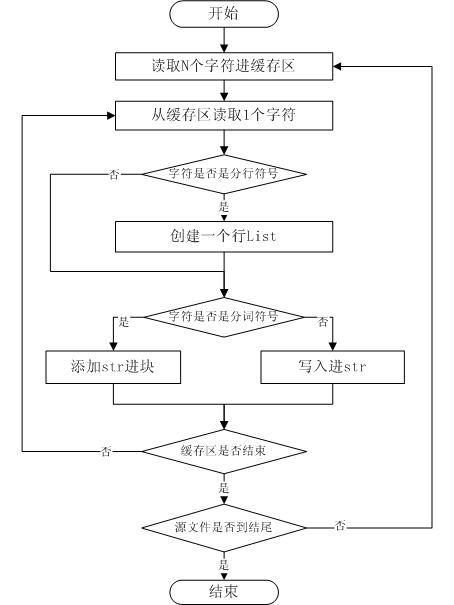 开始
读取N个字符进缓存区
从缓存区读取1个字符
字符是否是分行符号
否
是
创建一个行List
字符是否是分词符号
是
否
添加str进块
写入进str
缓存区是否结束
否
是
源文件是否到结尾
否
是
结束